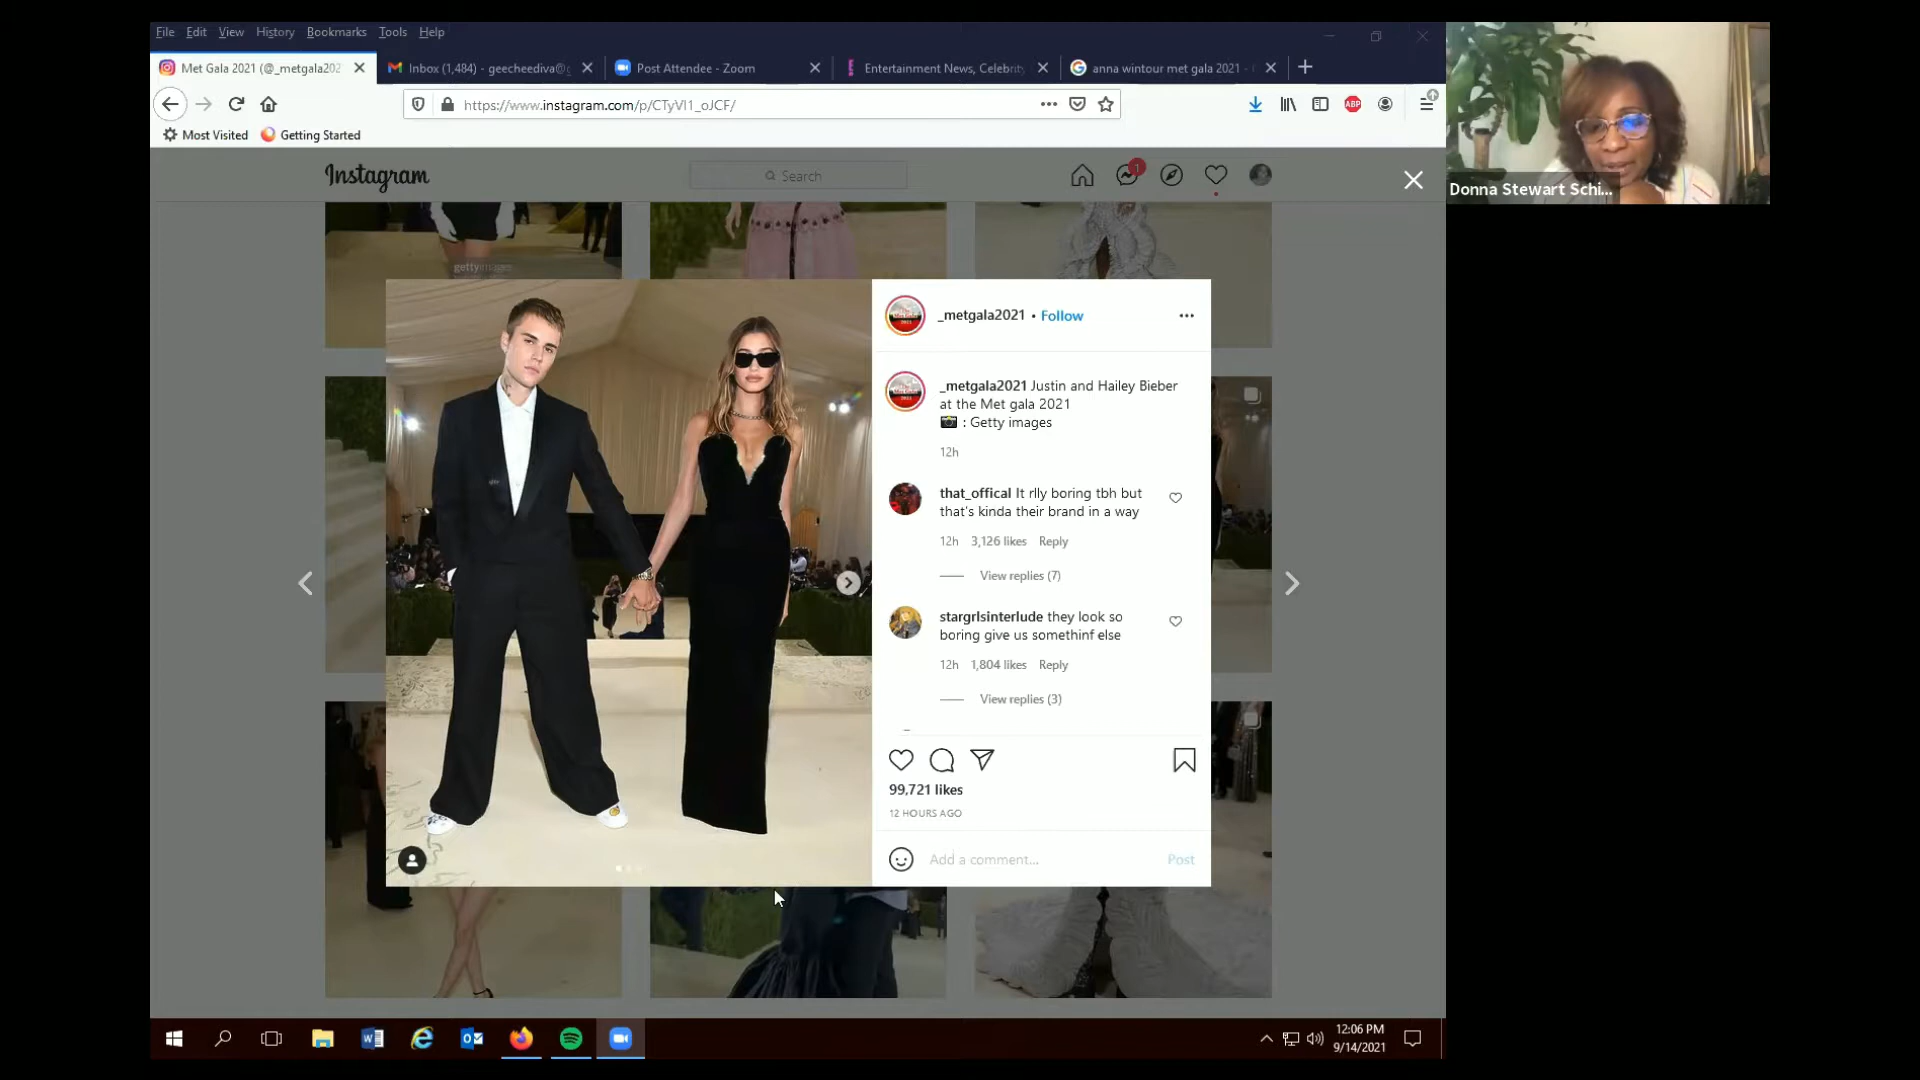 File Edit View History Bookmarks Tools Help
Met Gala 2021 (@_metgala202
Inbox (1,484) - geecheediva@g
Post Attendee - Zoom
Entertainment News, Celebrity
anna wintour met gala 2021 -
https://www.instagram.com/p/CTyVl1_oJCF/
ABP
Most Visited Getting Started
Instagram
Search
1
gettyimages
_metgala2021 • Follow
_metgala2021 Justin and Hailey Bieber
at the Met gala 2021
: Getty images
12h
that_offical It rlly boring tbh but
that's kinda their brand in a way
12h 3,126 likes Reply
View replies (7)
stargrlsinterlude they look so
boring give us somethinf else
12h 1,804 likes Reply
View replies (3)
99,721 likes
12 HOURS AGO
Add a comment... Post
12:06 PM
9/14/2021
Donna Stewart Schi...